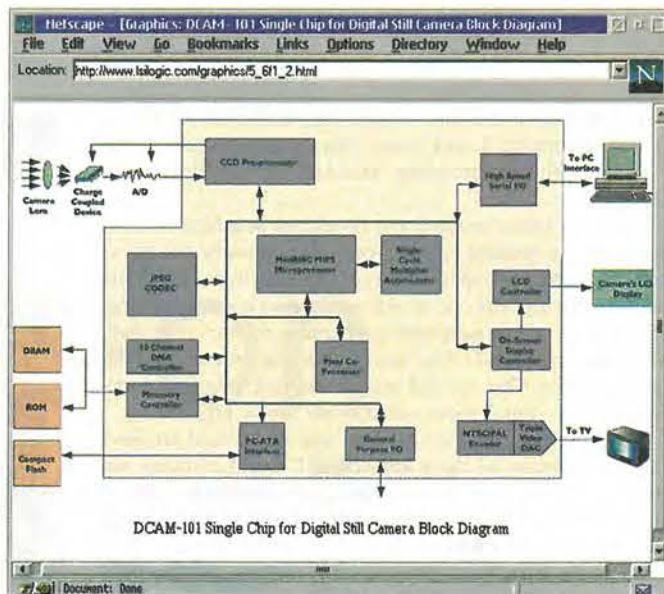 Netscape - [Graphics: DCAM-101 Single Chip for Digital Still Camera Block Diagram]
File Edit View Go Bookmarks Links Options Directory Window Help
Location: http://www.lsilogic.com/graphics/5_6f1_2.html
N
CCD Preprocessor
To PC
Interface
High Speed
Serial I/O
Camera
Lens
Charge
Coupled
Device
A/D
MiniRISC MIPS
Microprocessor
Single-
Cycle
Multiplier
Accumulator
JPEG
CODEC
LCD
Controller
Camera's LCD
Display
DRAM
10 Channel
DMA
Controller
Pixel Co-
Processor
On-Screen
Display
Controller
Memory
Controller
ROM
Compact
Flash
PC-ATA
Interface
General
Purpose I/O
NTSC/PAL
Encoder
Triple
Video
DAC
To TV
DCAM-101 Single Chip for Digital Still Camera Block Diagram
Document: Done